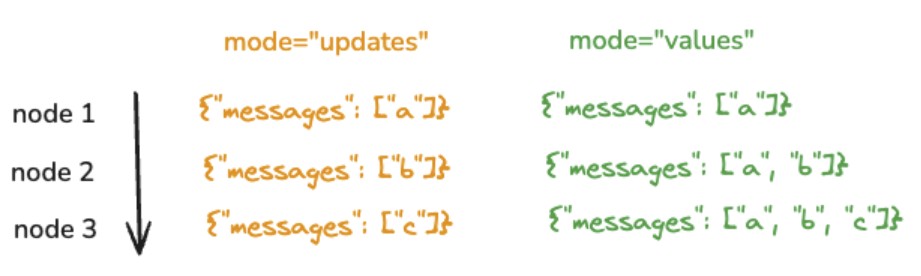 mode="updates" mode="values"
node 1 {"messages": ["a"]} {"messages": ["a"]}
node 2 {"messages": ["b"]} {"messages": ["a", "b"]}
node 3 {"messages": ["c"]} {"messages": ["a", "b", "c"]}